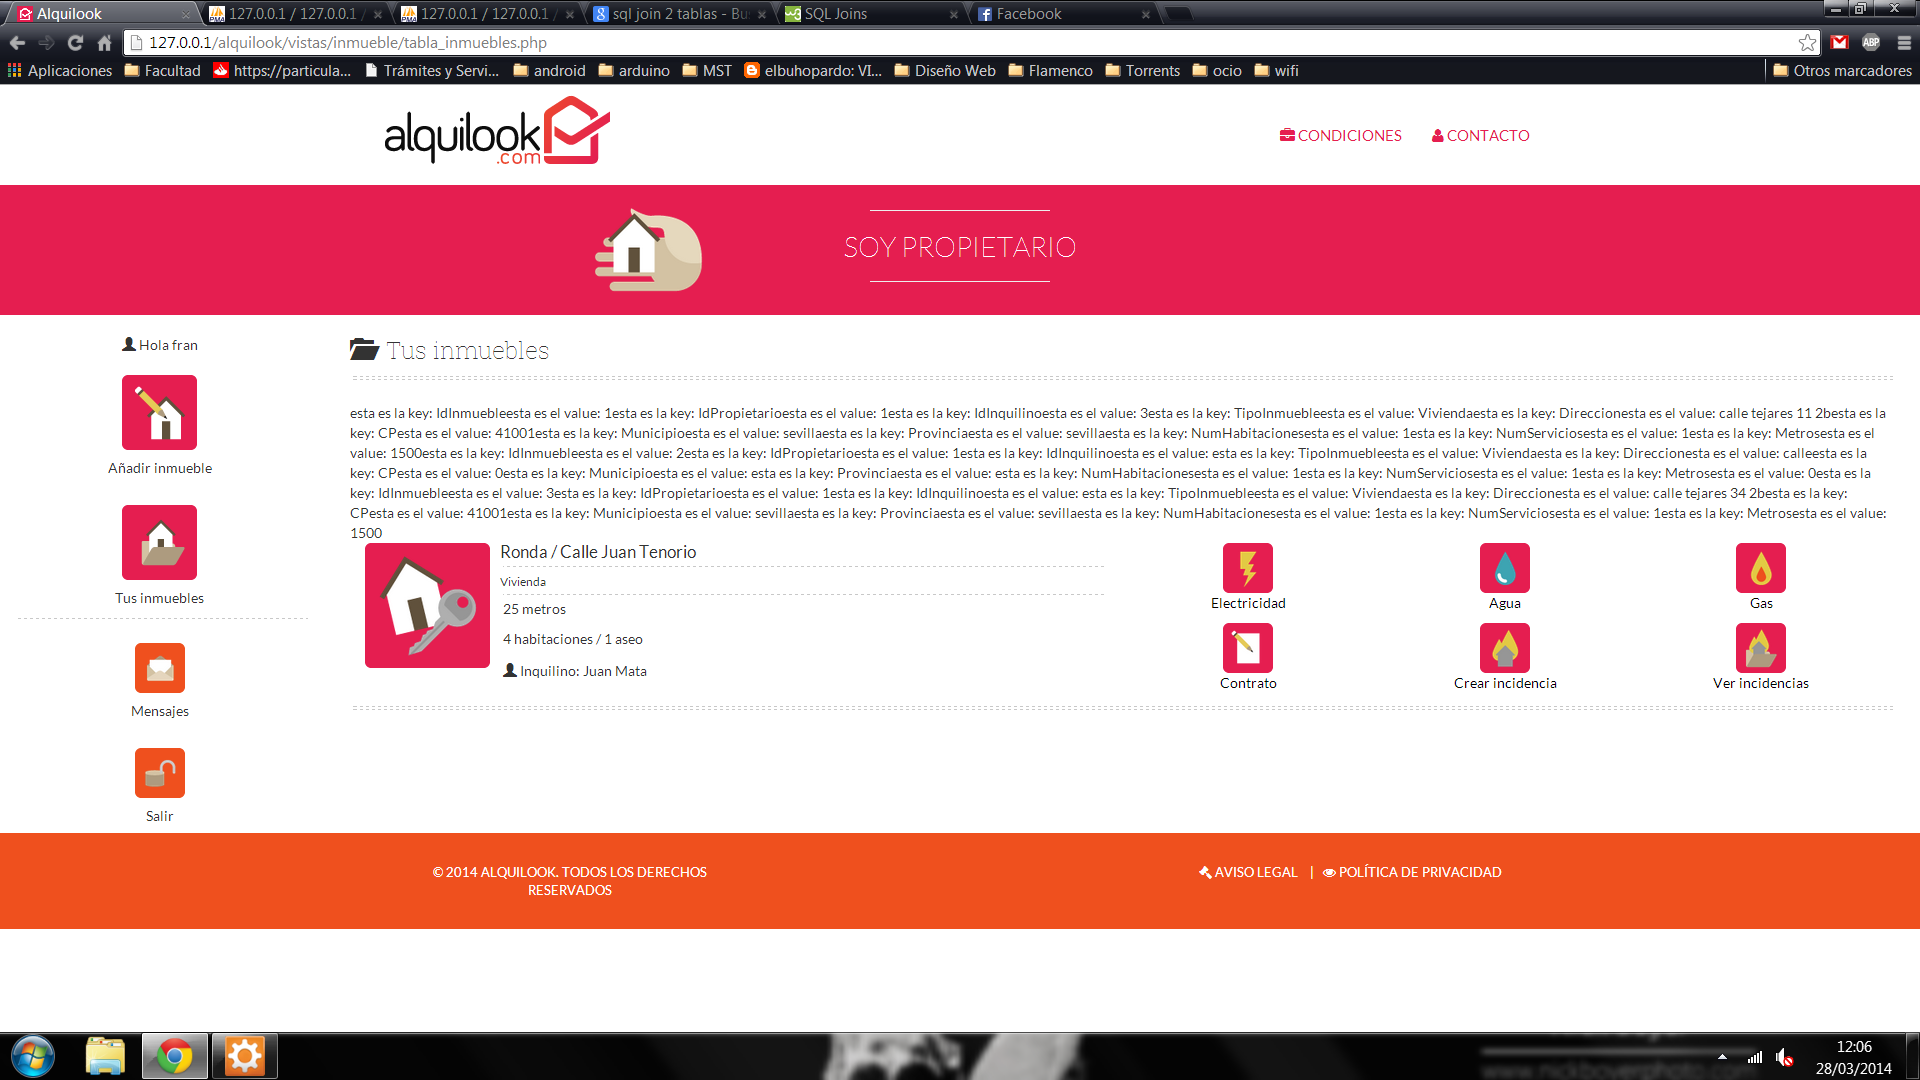 Alquilook
127.0.0.1 / 127.0.0.1 /
127.0.0.1 / 127.0.0.1 /
sql join 2 tablas - Bu
SQL Joins
Facebook
127.0.0.1/alquilook/vistas/inmueble/tabla_inmuebles.php
ABP
Aplicaciones
Facultad
https://particula...
Trámites y Servi...
android
arduino
MST
elbuhopardo: VI...
Diseño Web
Flamenco
Torrents
ocio
wifi
Otros marcadores
alquilook
.com
CONDICIONES
CONTACTO
SOY PROPIETARIO
Hola fran
Añadir inmueble
Tus inmuebles
Mensajes
Salir
Tus inmuebles
esta es la key: IdInmuebleesta es el value: 1esta es la key: IdPropietarioesta es el value: 1esta es la key: IdInquilinoesta es el value: 3esta es la key: TipoInmuebleesta es el value: Viviendaesta es la key: Direccionesta es el value: calle tejares 11 2besta es la
key: CPesta es el value: 41001esta es la key: Municipioesta es el value: sevillaesta es la key: Provinciaesta es el value: sevillaesta es la key: NumHabitacionesesta es el value: 1esta es la key: NumServiciosesta es el value: 1esta es la key: Metrosesta es el
value: 1500esta es la key: IdInmuebleesta es el value: 2esta es la key: IdPropietarioesta es el value: 1esta es la key: IdInquilinoesta es el value: esta es la key: TipoInmuebleesta es el value: Viviendaesta es la key: Direccionesta es el value: calleesta es la
key: CPesta es el value: 0esta es la key: Municipioesta es el value: esta es la key: Provinciaesta es el value: esta es la key: NumHabitacionesesta es el value: 1esta es la key: NumServiciosesta es el value: 1esta es la key: Metrosesta es el value: 0esta es la
key: IdInmuebleesta es el value: 3esta es la key: IdPropietarioesta es el value: 1esta es la key: IdInquilinoesta es el value: esta es la key: TipoInmuebleesta es el value: Viviendaesta es la key: Direccionesta es el value: calle tejares 34 2besta es la key:
CPesta es el value: 41001esta es la key: Municipioesta es el value: sevillaesta es la key: Provinciaesta es el value: sevillaesta es la key: NumHabitacionesesta es el value: 1esta es la key: NumServiciosesta es el value: 1esta es la key: Metrosesta es el value:
1500
Ronda / Calle Juan Tenorio
Vivienda
25 metros
4 habitaciones / 1 aseo
Inquilino: Juan Mata
Electricidad
Agua
Gas
Contrato
Crear incidencia
Ver incidencias
© 2014 ALQUILOOK. TODOS LOS DERECHOS
RESERVADOS
AVISO LEGAL | POLÍTICA DE PRIVACIDAD
12:06
28/03/2014